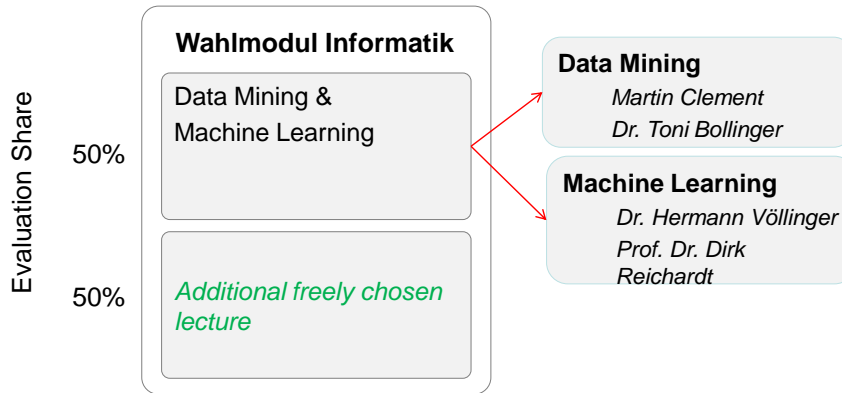 Wahlmodul Informatik
Evaluation Share
50%
Data Mining &
Machine Learning
50%
Additional freely chosen
lecture
Data Mining
Martin Clement
Dr. Toni Bollinger
Machine Learning
Dr. Hermann Völlinger
Prof. Dr. Dirk
Reichardt